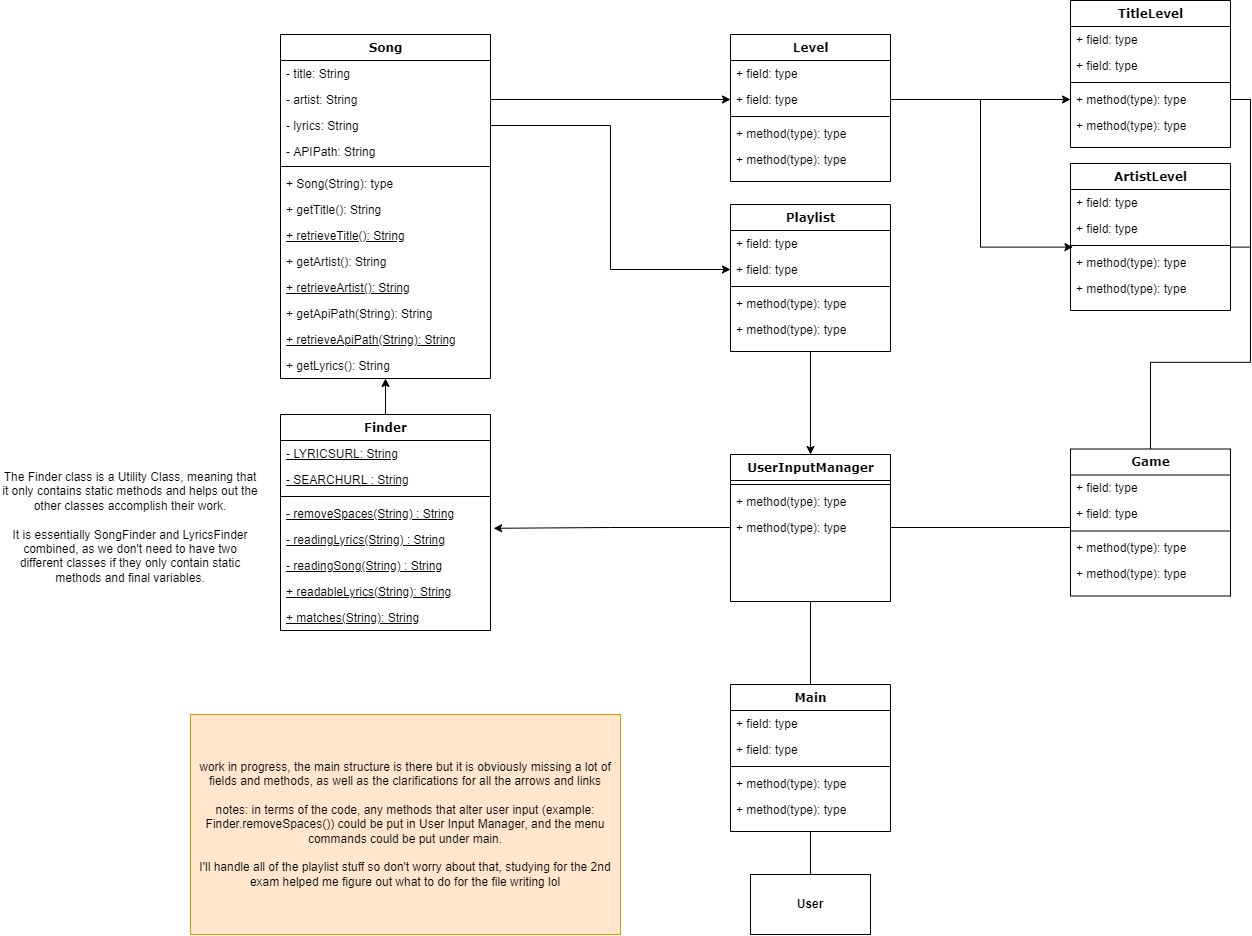 Song
- title: String
- artist: String
- lyrics: String
- APIPath: String
+ Song(String): type
+ getTitle(): String
+ retrieveTitle(): String
+ getArtist(): String
+ retrieveArtist(): String
+ getApiPath(String): String
+ retrieveApiPath(String): String
+ getLyrics(): String
Level
+ field: type
+ field: type
+ method(type): type
+ method(type): type
TitleLevel
+ field: type
+ field: type
+ method(type): type
+ method(type): type
ArtistLevel
+ field: type
+ field: type
+ method(type): type
+ method(type): type
Playlist
+ field: type
+ field: type
+ method(type): type
+ method(type): type
The Finder class is a Utility Class, meaning that
it only contains static methods and helps out the
other classes accomplish their work.
It is essentially SongFinder and LyricsFinder
combined, as we don't need to have two
different classes if they only contain static
methods and final variables.
Finder
- LYRICSURL: String
- SEARCHURL : String
- removeSpaces(String) : String
- readingLyrics(String) : String
- readingSong(String) : String
+ readableLyrics(String): String
+ matches(String): String
UserInputManager
+ method(type): type
+ method(type): type
Game
+ field: type
+ field: type
+ method(type): type
+ method(type): type
Main
+ field: type
+ field: type
+ method(type): type
+ method(type): type
User
work in progress, the main structure is there but it is obviously missing a lot of
fields and methods, as well as the clarifications for all the arrows and links
notes: in terms of the code, any methods that alter user input (example:
Finder.removeSpaces()) could be put in User Input Manager, and the menu
commands could be put under main.
I'll handle all of the playlist stuff so don't worry about that, studying for the 2nd
exam helped me figure out what to do for the file writing lol